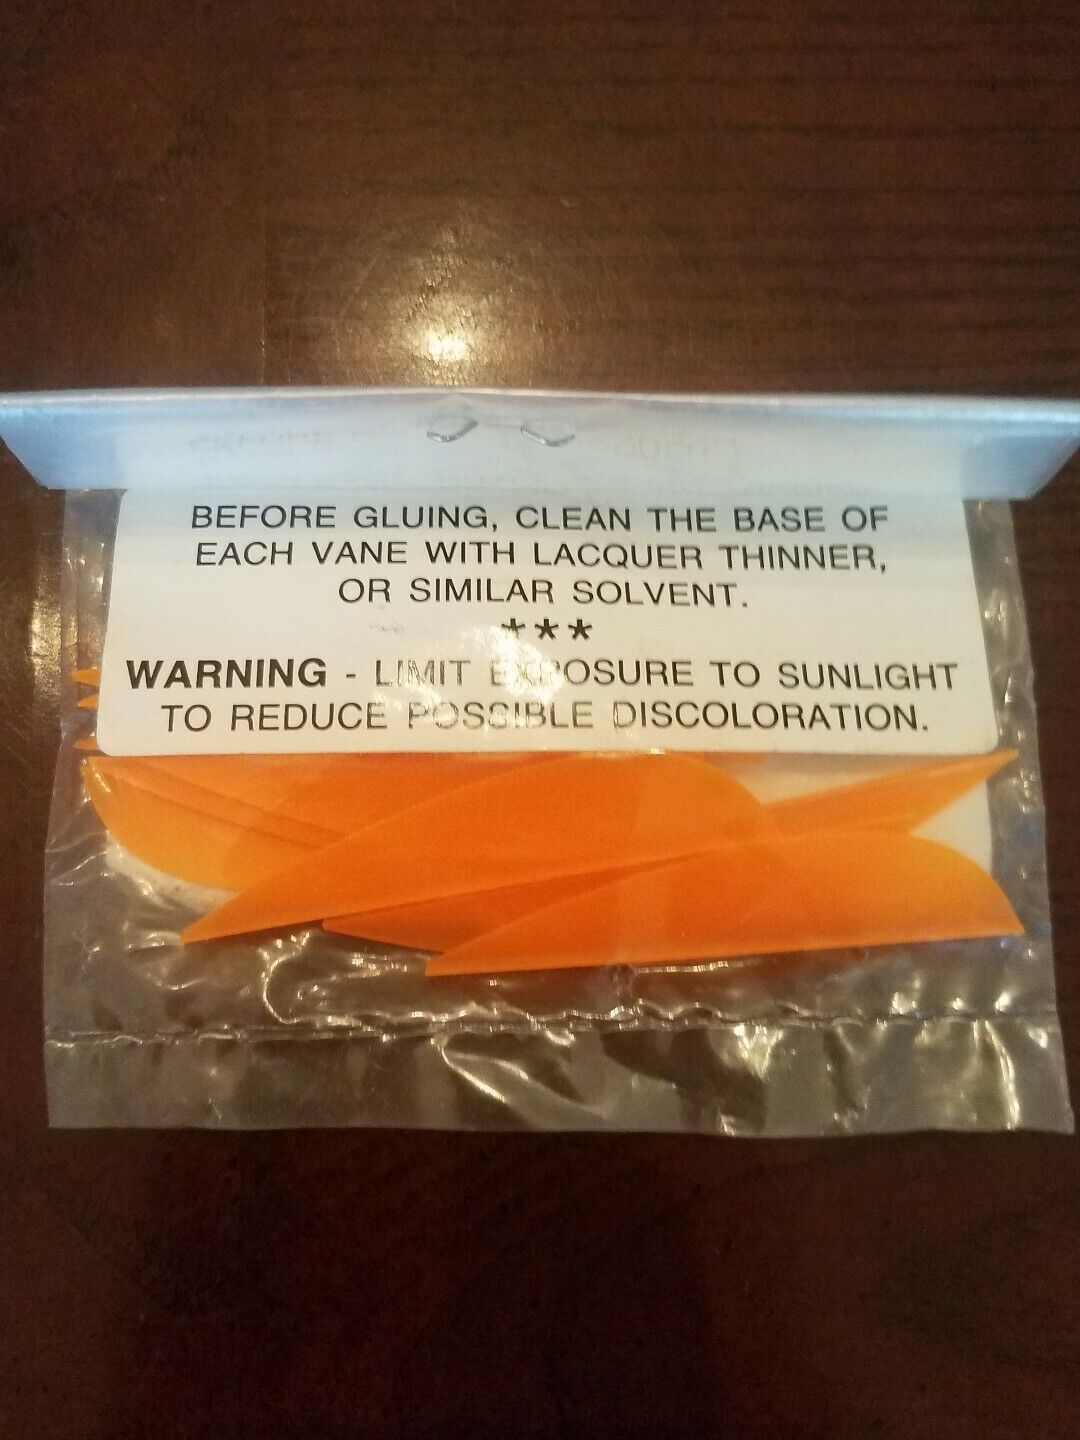 BEFORE GLUING, CLEAN THE BASE OF
EACH VANE WITH LACQUER THINNER,
OR SIMILAR SOLVENT.
***
WARNING - LIMIT EXPOSURE TO SUNLIGHT
TO REDUCE POSSIBLE DISCOLORATION.